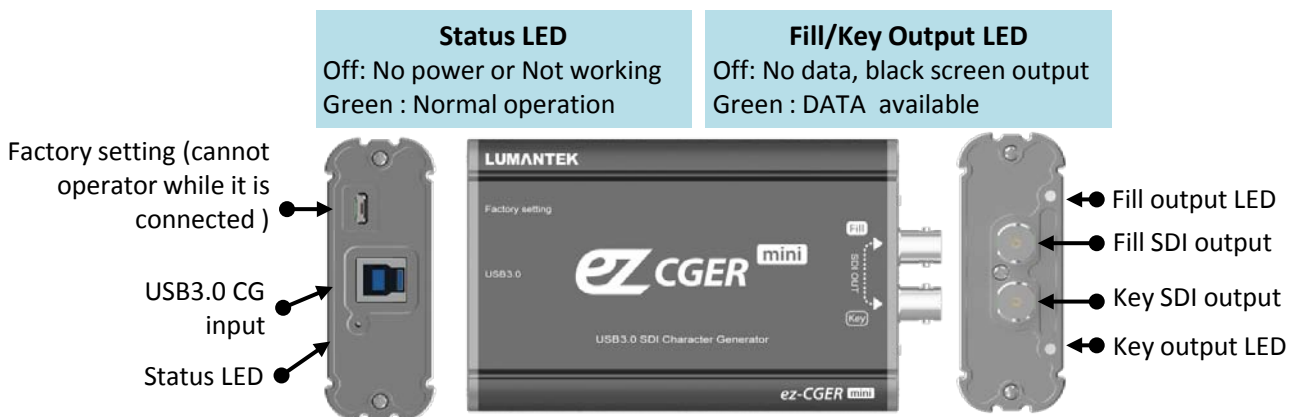 Status LED
Off: No power or Not working
Green : Normal operation
Fill/Key Output LED
Off: No data, black screen output
Green : DATA  available
Factory setting (cannot
operator while it is
connected )
USB3.0 CG
input
Status LED
LUMANTEK
Factory setting
USB3.0
ez CGER mini
USB3.0 SDI Character Generator
Fill
SDI OUT
Key
ez-CGER mini
Fill output LED
Fill SDI output
Key SDI output
Key output LED